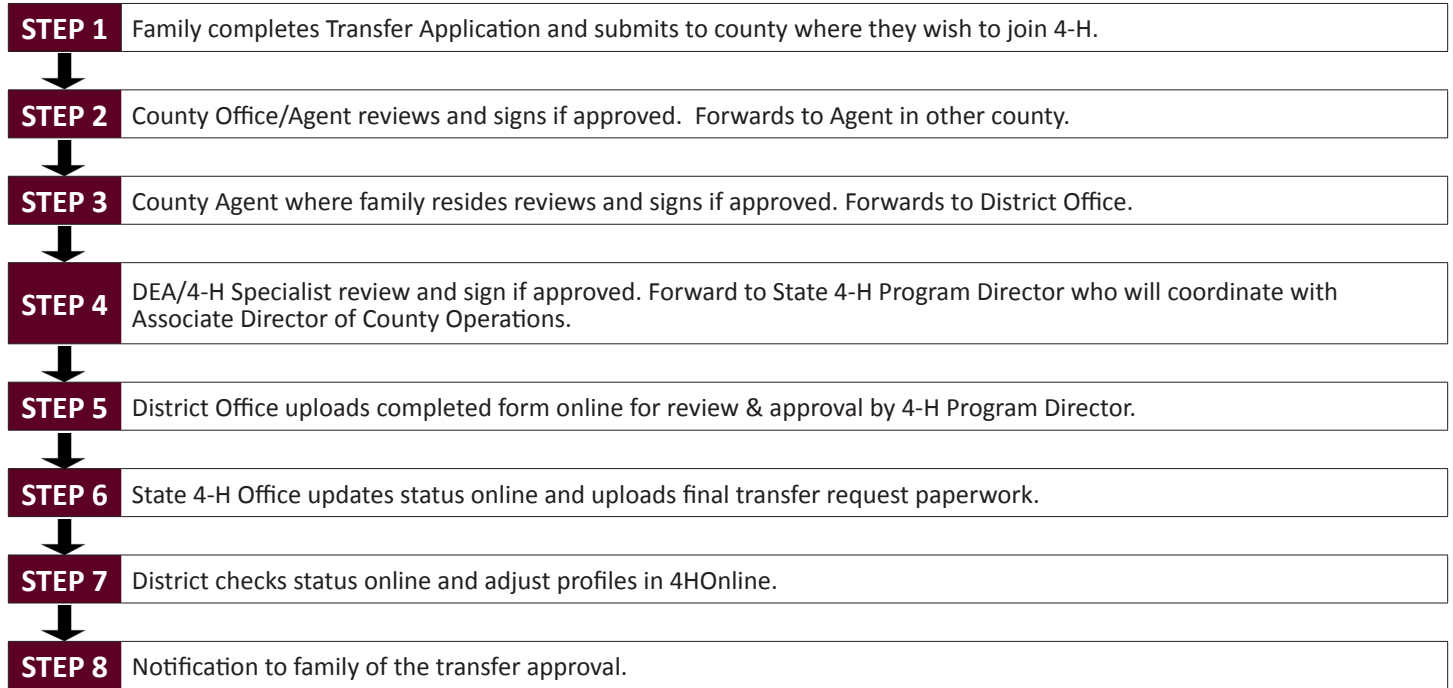 STEP 1 Family completes Transfer Application and submits to county where they wish to join 4-H.
STEP 2 County Office/Agent reviews and signs if approved.  Forwards to Agent in other county.
STEP 3 County Agent where family resides reviews and signs if approved. Forwards to District Office.
STEP 4 DEA/4-H Specialist review and sign if approved. Forward to State 4-H Program Director who will coordinate with
Associate Director of County Operations.
STEP 5 District Office uploads completed form online for review & approval by 4-H Program Director.
STEP 6 State 4-H Office updates status online and uploads final transfer request paperwork.
STEP 7 District checks status online and adjust profiles in 4HOnline.
STEP 8 Notification to family of the transfer approval.